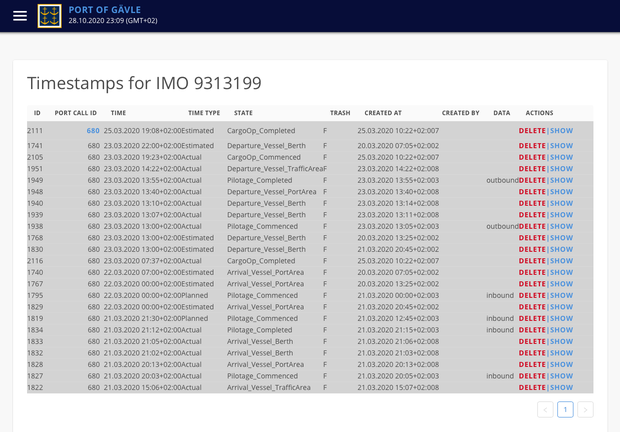 PORT OF GÄVLE
28.10.2020 23:09 (GMT+02)
Timestamps for IMO 9313199
ID PORT CALL ID TIME TIME TYPE STATE TRASH CREATED AT CREATED BY DATA ACTIONS
2111 680 25.03.2020 19:08+02:00 Estimated CargoOp_Completed F 25.03.2020 10:22+02:00 7 DELETE|SHOW
1741 680 23.03.2020 22:00+02:00 Estimated Departure_Vessel_Berth F 20.03.2020 07:05+02:00 2 DELETE|SHOW
2105 680 23.03.2020 19:23+02:00 Actual CargoOp_Commenced F 25.03.2020 10:22+02:00 7 DELETE|SHOW
1951 680 23.03.2020 14:22+02:00 Actual Departure_Vessel_TrafficArea F 23.03.2020 14:22+02:00 8 DELETE|SHOW
1949 680 23.03.2020 13:55+02:00 Actual Pilotage_Completed F 23.03.2020 13:55+02:00 3 outbound DELETE|SHOW
1948 680 23.03.2020 13:40+02:00 Actual Departure_Vessel_PortArea F 23.03.2020 13:40+02:00 8 DELETE|SHOW
1940 680 23.03.2020 13:10+02:00 Actual Departure_Vessel_Berth F 23.03.2020 13:14+02:00 8 DELETE|SHOW
1939 680 23.03.2020 13:07+02:00 Actual Departure_Vessel_Berth F 23.03.2020 13:11+02:00 8 DELETE|SHOW
1938 680 23.03.2020 13:00+02:00 Actual Pilotage_Commenced F 23.03.2020 13:05+02:00 3 outbound DELETE|SHOW
1768 680 23.03.2020 13:00+02:00 Estimated Departure_Vessel_Berth F 20.03.2020 13:25+02:00 2 DELETE|SHOW
1830 680 23.03.2020 13:00+02:00 Estimated Departure_Vessel_Berth F 21.03.2020 20:45+02:00 2 DELETE|SHOW
2116 680 23.03.2020 07:37+02:00 Actual CargoOp_Completed F 25.03.2020 10:22+02:00 7 DELETE|SHOW
1740 680 22.03.2020 07:00+02:00 Estimated Arrival_Vessel_PortArea F 20.03.2020 07:05+02:00 2 DELETE|SHOW
1767 680 22.03.2020 00:00+02:00 Estimated Arrival_Vessel_PortArea F 20.03.2020 13:25+02:00 2 DELETE|SHOW
1795 680 22.03.2020 00:00+02:00 Planned Pilotage_Commenced F 21.03.2020 00:00+02:00 3 inbound DELETE|SHOW
1829 680 22.03.2020 00:00+02:00 Estimated Arrival_Vessel_PortArea F 21.03.2020 20:45+02:00 2 DELETE|SHOW
1819 680 21.03.2020 21:30+02:00 Planned Pilotage_Commenced F 21.03.2020 12:45+02:00 3 inbound DELETE|SHOW
1834 680 21.03.2020 21:12+02:00 Actual Pilotage_Completed F 21.03.2020 21:15+02:00 3 inbound DELETE|SHOW
1833 680 21.03.2020 21:05+02:00 Actual Arrival_Vessel_Berth F 21.03.2020 21:06+02:00 8 DELETE|SHOW
1832 680 21.03.2020 21:02+02:00 Actual Arrival_Vessel_Berth F 21.03.2020 21:03+02:00 8 DELETE|SHOW
1828 680 21.03.2020 20:13+02:00 Actual Arrival_Vessel_PortArea F 21.03.2020 20:13+02:00 8 DELETE|SHOW
1827 680 21.03.2020 20:03+02:00 Actual Pilotage_Commenced F 21.03.2020 20:05+02:00 3 inbound DELETE|SHOW
1822 680 21.03.2020 15:06+02:00 Actual Arrival_Vessel_TrafficArea F 21.03.2020 15:07+02:00 8 DELETE|SHOW
< 1 >